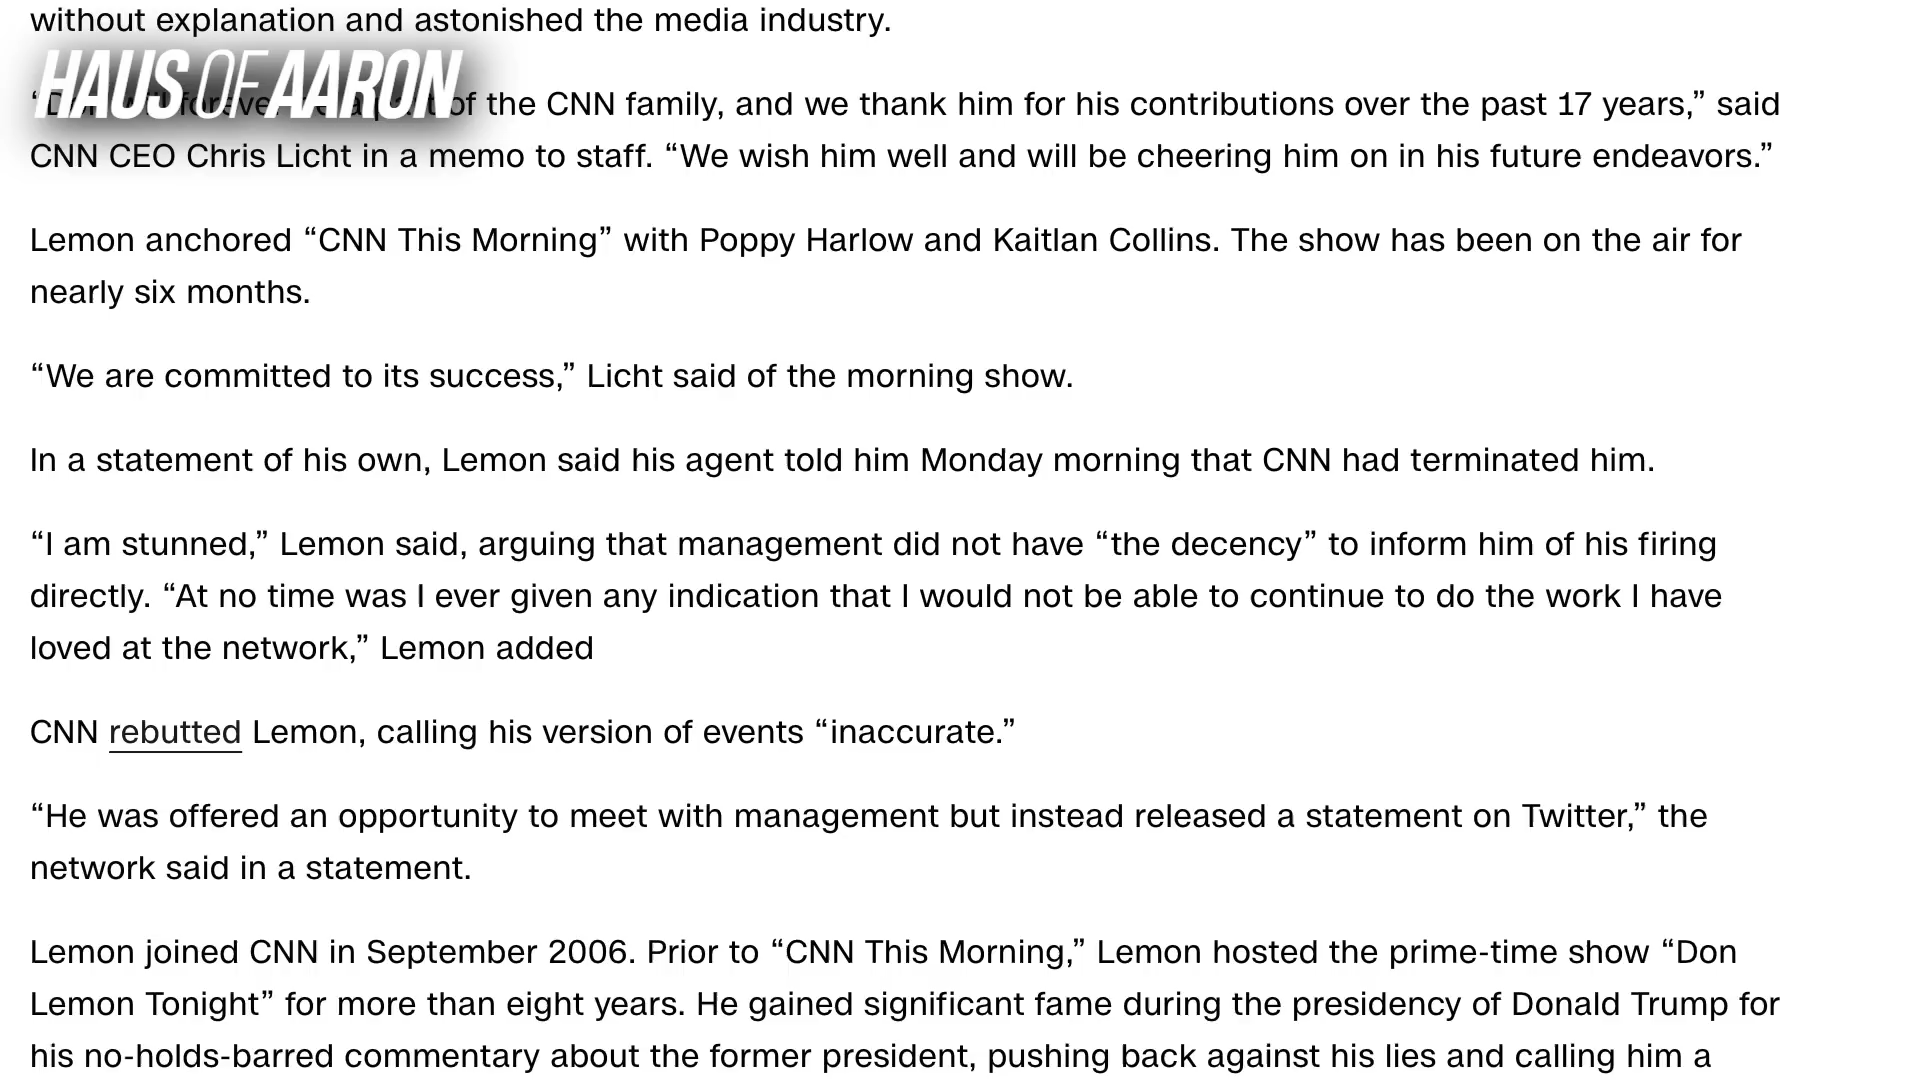 without explanation and astonished the media industry.
HAUS OF AARON
of the CNN family, and we thank him for his contributions over the past 17 years,” said
CNN CEO Chris Licht in a memo to staff. “We wish him well and will be cheering him on in his future endeavors.”
Lemon anchored “CNN This Morning” with Poppy Harlow and Kaitlan Collins. The show has been on the air for
nearly six months.
“We are committed to its success,” Licht said of the morning show.
In a statement of his own, Lemon said his agent told him Monday morning that CNN had terminated him.
“I am stunned,” Lemon said, arguing that management did not have “the decency” to inform him of his firing
directly. “At no time was I ever given any indication that I would not be able to continue to do the work I have
loved at the network,” Lemon added
CNN rebutted Lemon, calling his version of events “inaccurate.”
“He was offered an opportunity to meet with management but instead released a statement on Twitter,” the
network said in a statement.
Lemon joined CNN in September 2006. Prior to “CNN This Morning,” Lemon hosted the prime-time show “Don
Lemon Tonight” for more than eight years. He gained significant fame during the presidency of Donald Trump for
his no-holds-barred commentary about the former president, pushing back against his lies and calling him a